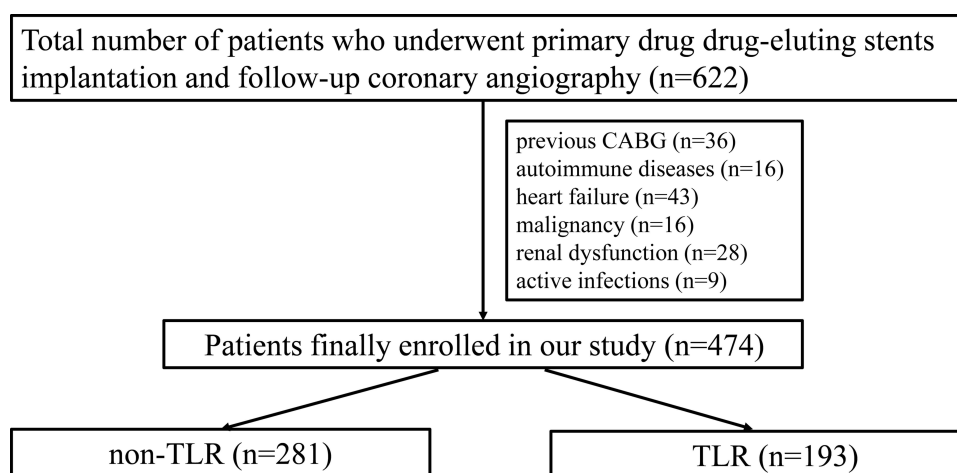 Total number of patients who underwent primary drug drug-eluting stents
implantation and follow-up coronary angiography (n=622)
previous CABG (n=36)
autoimmune diseases (n=16)
heart failure (n=43)
malignancy (n=16)
renal dysfunction (n=28)
active infections (n=9)
Patients finally enrolled in our study (n=474)
non-TLR (n=281)
TLR (n=193)